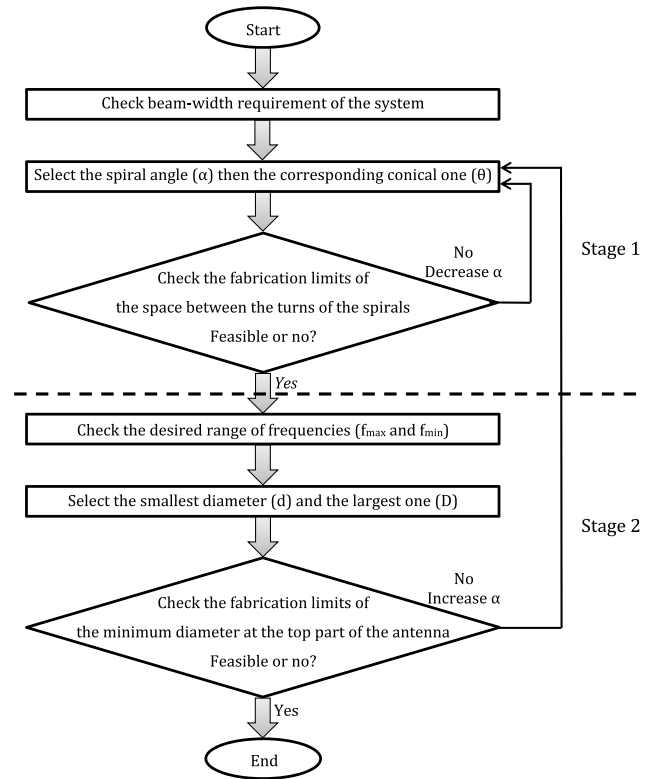 Start
Check beam-width requirement of the system
Select the spiral angle (α) then the corresponding conical one (θ)
No
Decrease α
Stage 1
Check the fabrication limits of
the space between the turns of the spirals
Feasible or no?
Yes
Check the desired range of frequencies (fmax and fmin)
Select the smallest diameter (d) and the largest one (D)
Stage 2
No
Increase α
Check the fabrication limits of
the minimum diameter at the top part of the antenna
Feasible or no?
Yes
End